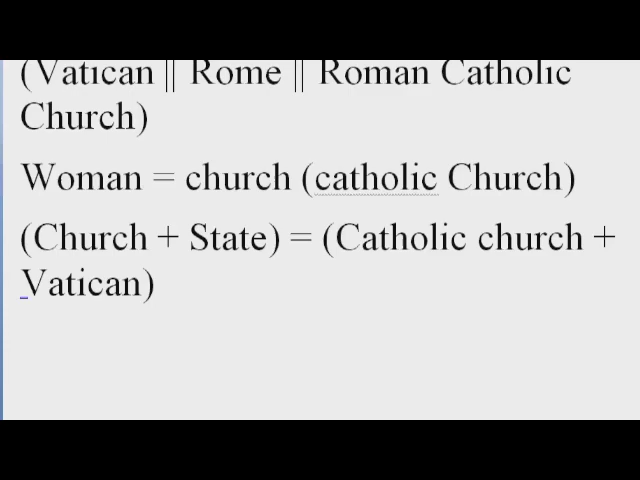 (Vatican || Rome || Roman Catholic
Church)
Woman = church (catholic Church)
(Church + State) = (Catholic church +
Vatican)